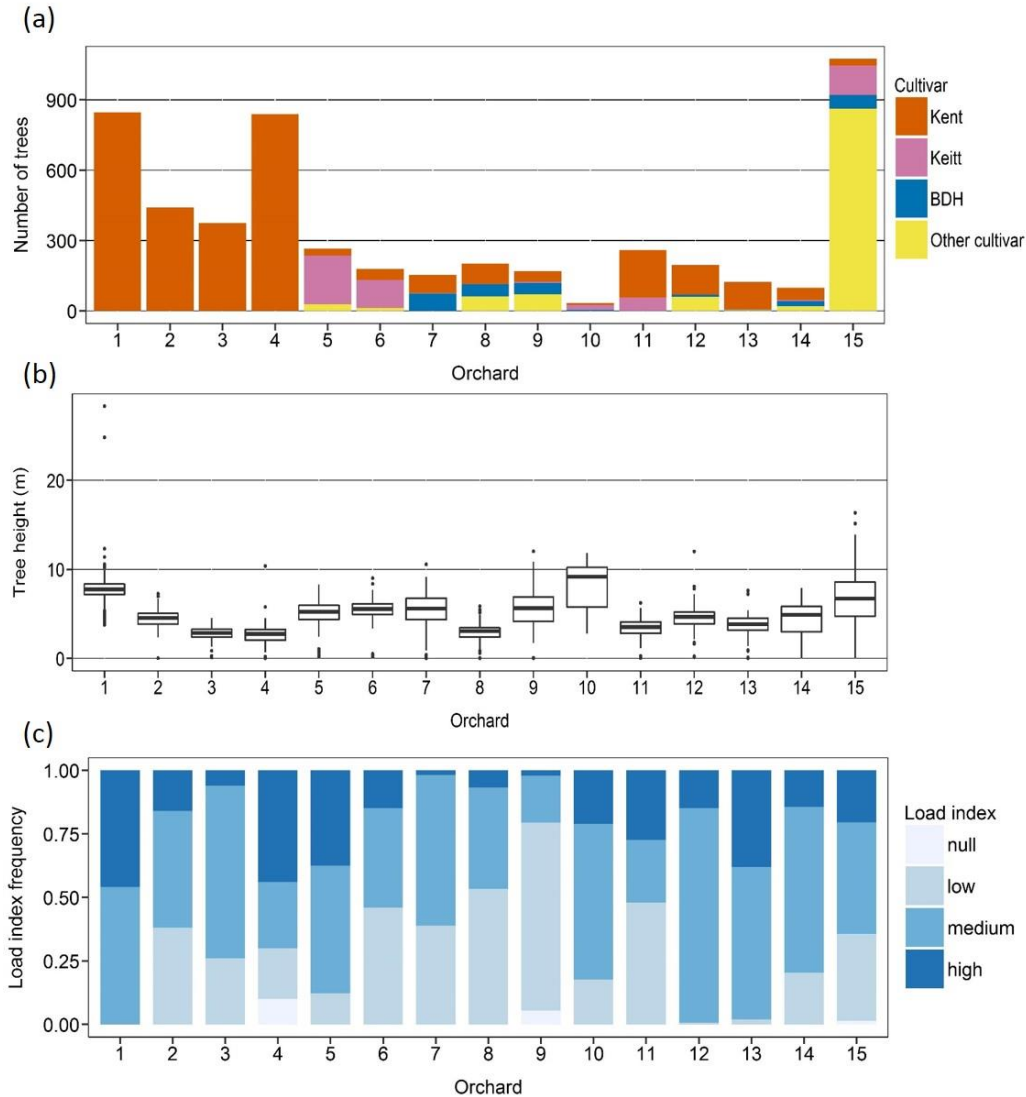 (a)
Number of trees
900
600
300
0
1 2 3 4 5 6 7 8 9 10 11 12 13 14 15
Orchard
Cultivar
Kent
Keitt
BDH
Other cultivar
(b)
Tree height (m)
20
10
0
1 2 3 4 5 6 7 8 9 10 11 12 13 14 15
Orchard
(c)
Load index frequency
1.00
0.75
0.50
0.25
0.00
1 2 3 4 5 6 7 8 9 10 11 12 13 14 15
Orchard
Load index
null
low
medium
high